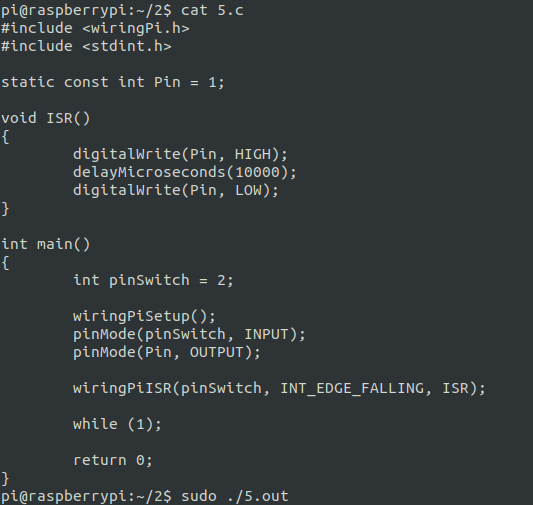 pi@raspberrypi:~/2$ cat 5.c
#include <wiringPi.h>
#include <stdint.h>

static const int Pin = 1;

void ISR()
{
        digitalWrite(Pin, HIGH);
        delayMicroseconds(10000);
        digitalWrite(Pin, LOW);
}

int main()
{
        int pinSwitch = 2;

        wiringPiSetup();
        pinMode(pinSwitch, INPUT);
        pinMode(Pin, OUTPUT);

        wiringPiISR(pinSwitch, INT_EDGE_FALLING, ISR);

        while (1);

        return 0;
}
pi@raspberrypi:~/2$ sudo ./5.out